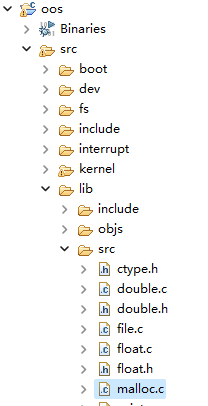 oos
Binaries
src
boot
dev
fs
include
interrupt
kernel
lib
include
objs
src
ctype.h
double.c
double.h
file.c
float.c
float.h
malloc.c